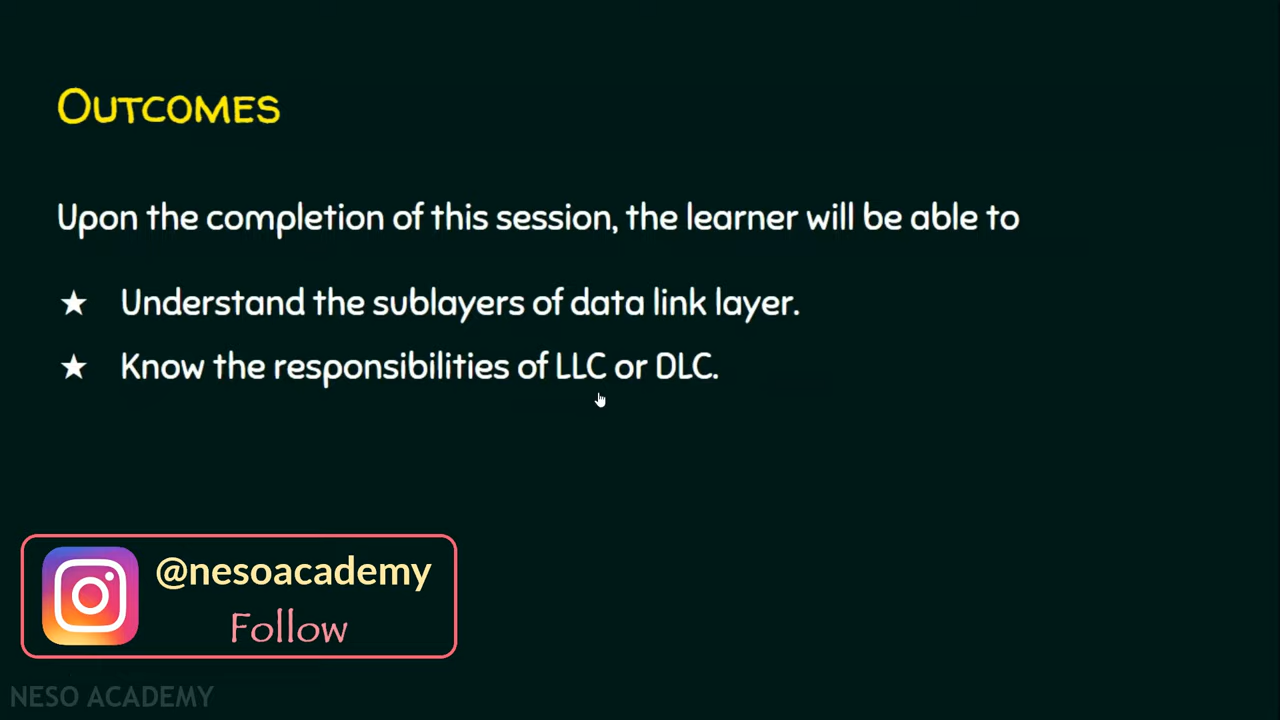 OUTCOMES
Upon the completion of this session, the learner will be able to
★ Understand the sublayers of data link layer.
★ Know the responsibilities of LLC or DLC.
@nesoacademy
Follow
NESO ACADEMY